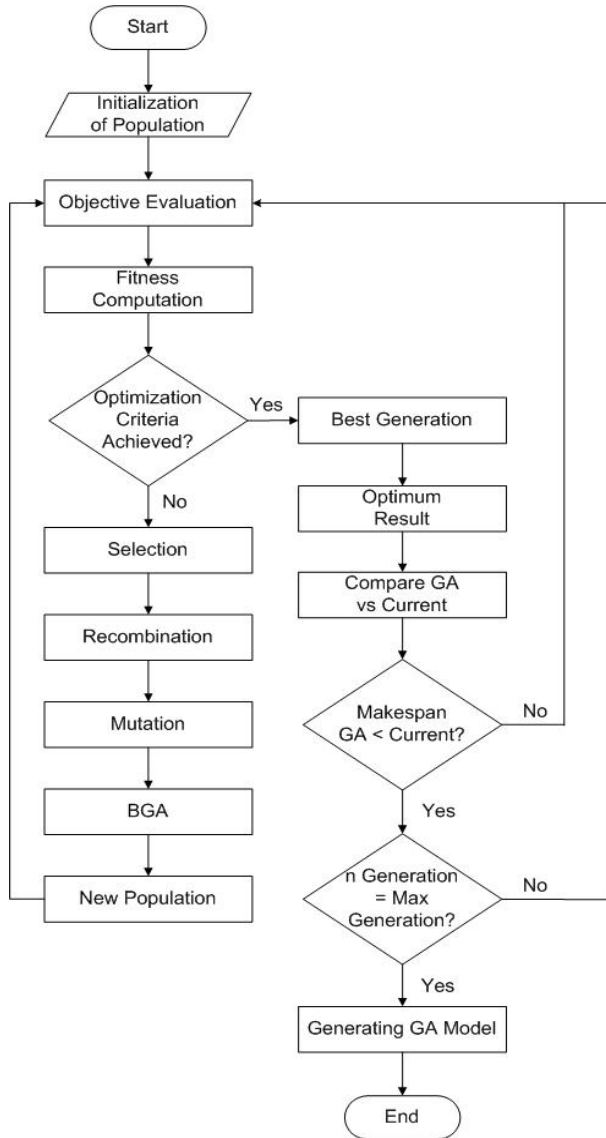 Start
Initialization
of Population
Objective Evaluation
Fitness
Computation
Optimization
Criteria
Achieved?
Yes
No
Selection
Recombination
Mutation
BGA
New Population
Best Generation
Optimum
Result
Compare GA
vs Current
Makespan
GA < Current?
No
Yes
n Generation
= Max
Generation?
No
Yes
Generating GA Model
End